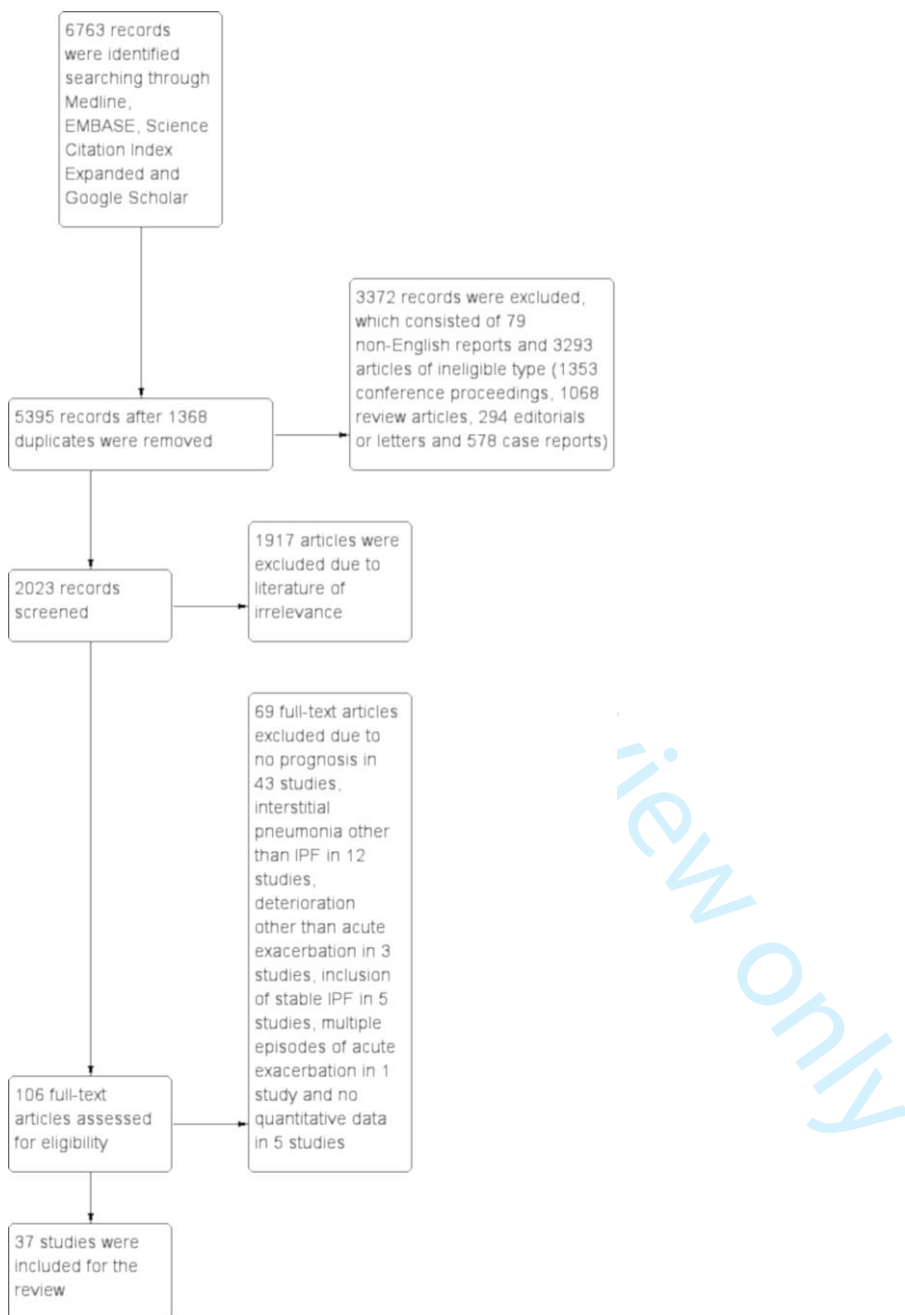 6763 records
were identified
searching through
Medline,
EMBASE, Science
Citation Index
Expanded and
Google Scholar
3372 records were excluded,
which consisted of 79
non-English reports and 3293
articles of ineligible type (1353
conference proceedings, 1068
review articles, 294 editorials
or letters and 578 case reports)
5395 records after 1368
duplicates were removed
1917 articles were
excluded due to
literature of
irrelevance
2023 records
screened
69 full-text articles
excluded due to
no prognosis in
43 studies,
interstitial
pneumonia other
than IPF in 12
studies,
deterioration
other than acute
exacerbation in 3
studies, inclusion
of stable IPF in 5
studies, multiple
episodes of acute
exacerbation in 1
study and no
quantitative data
in 5 studies
106 full-text
articles assessed
for eligibility
37 studies were
included for the
review
view only